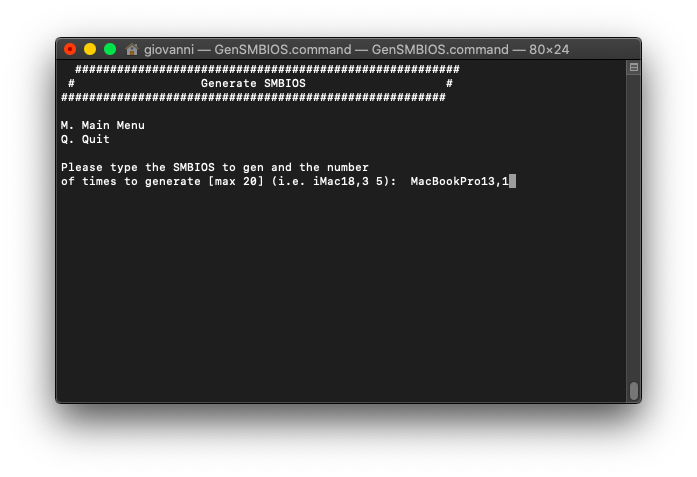 giovanni — GenSMBIOS.command — GenSMBIOS.command — 80×24
#######################################################
# Generate SMBIOS #
#######################################################
M. Main Menu
Q. Quit
Please type the SMBIOS to gen and the number
of times to generate [max 20] (i.e. iMac18,3 5): MacBookPro13,1